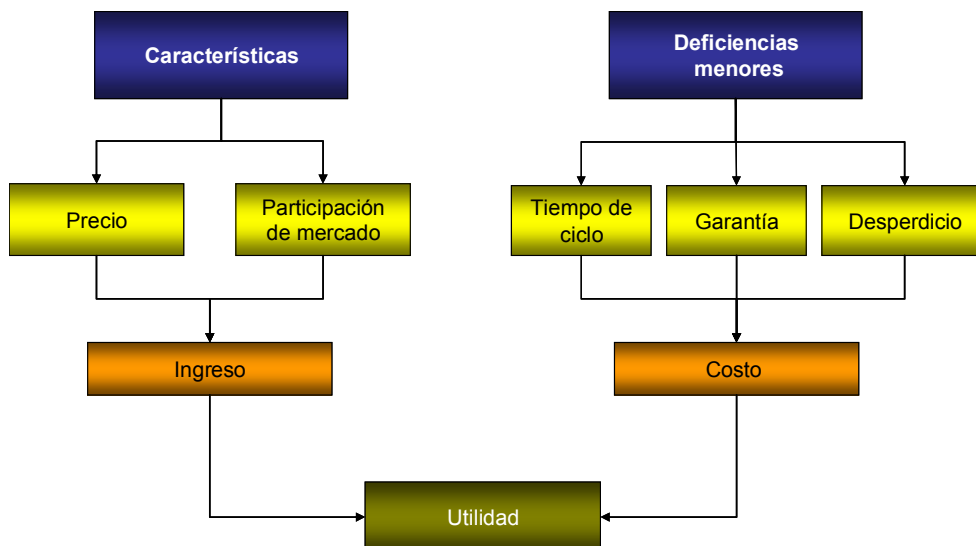 Características
Deficiencias
menores
Precio
Participación
de mercado
Tiempo de
ciclo
Garantía
Desperdicio
Ingreso
Costo
Utilidad